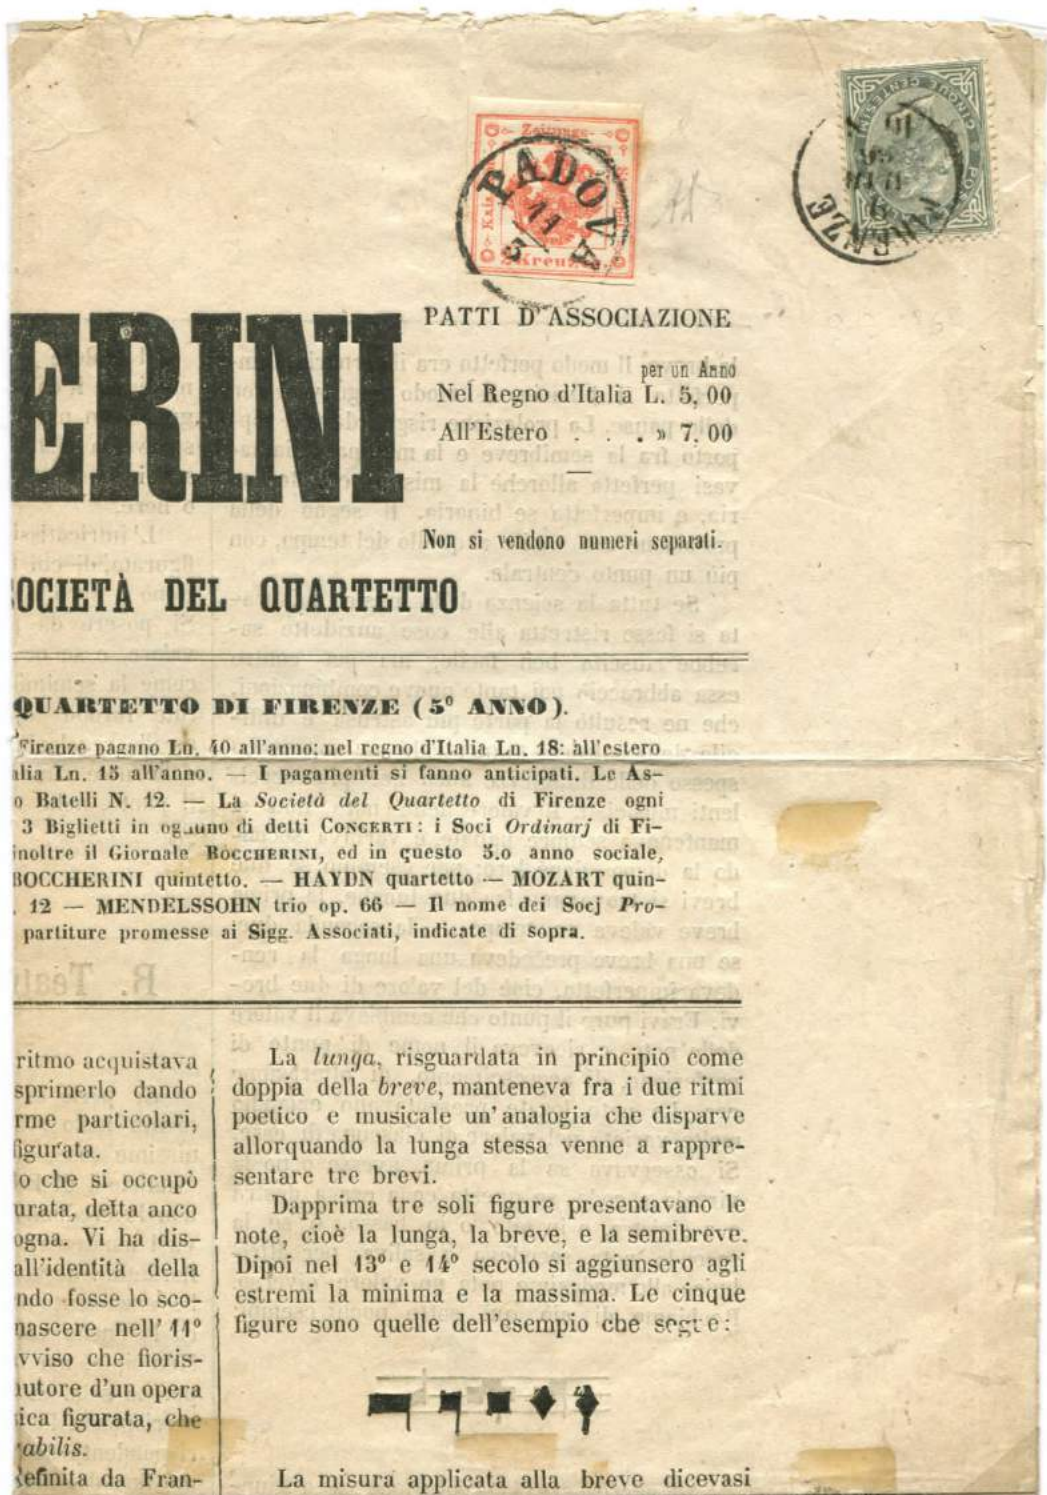 Zeitungs-
2 Kreuzer
PADOVA
11
5
CINQUE CENTESIMI
FIRENZE
ERINI
PATTI D'ASSOCIAZIONE
per un Anno
Nel Regno d'Italia L. 5, 00
All'Estero . . . » 7, 00
Non si vendono numeri separati.
SOCIETÀ DEL QUARTETTO
QUARTETTO DI FIRENZE (5º ANNO).
Firenze pagano Ln. 40 all'anno: nel regno d'Italia Ln. 18: all'estero
alia Ln. 15 all'anno. — I pagamenti si fanno anticipati. Le As-
o Batelli N. 12. — La Società del Quartetto di Firenze ogni
3 Biglietti in ognuno di detti CONCERTI: i Soci Ordinarj di Fi-
inoltre il Giornale BOCCHERINI, ed in questo 5.o anno sociale,
BOCCHERINI quintetto. — HAYDN quartetto — MOZART quin-
. 12 — MENDELSSOHN trio op. 66 — Il nome dei Socj Pro-
partiture promesse ai Sigg. Associati, indicate di sopra.
ritmo acquistava
sprimerlo dando
rme particolari,
figurata.
o che si occupò
urata, detta anco
ogna. Vi ha dis-
all'identità della
ndo fosse lo sco-
nascere nell' 11º
vviso che fioris-
autore d'un opera
sica figurata, che
abilis.
definita da Fran-
La lunga, risguardata in principio come
doppia della breve, manteneva fra i due ritmi
poetico e musicale un'analogia che disparve
allorquando la lunga stessa venne a rappre-
sentare tre brevi.
Dapprima tre soli figure presentavano le
note, cioè la lunga, la breve, e la semibreve.
Dipoi nel 13º e 14º secolo si aggiunsero agli
estremi la minima e la massima. Le cinque
figure sono quelle dell'esempio che segue:
La misura applicata alla breve dicevasi